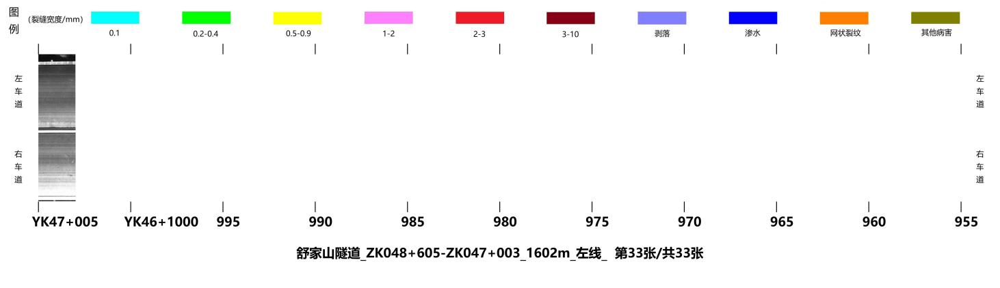 图例
(裂缝宽度/mm)
0.1
0.2-0.4
0.5-0.9
1-2
2-3
3-10
剥落
渗水
网状裂纹
其他病害
左车道
左车道
右车道
右车道
YK47+005 YK46+1000 995 990 985 980 975 970 965 960 955
舒家山隧道_ZK048+605-ZK047+003_1602m_左线_ 第33张/共33张